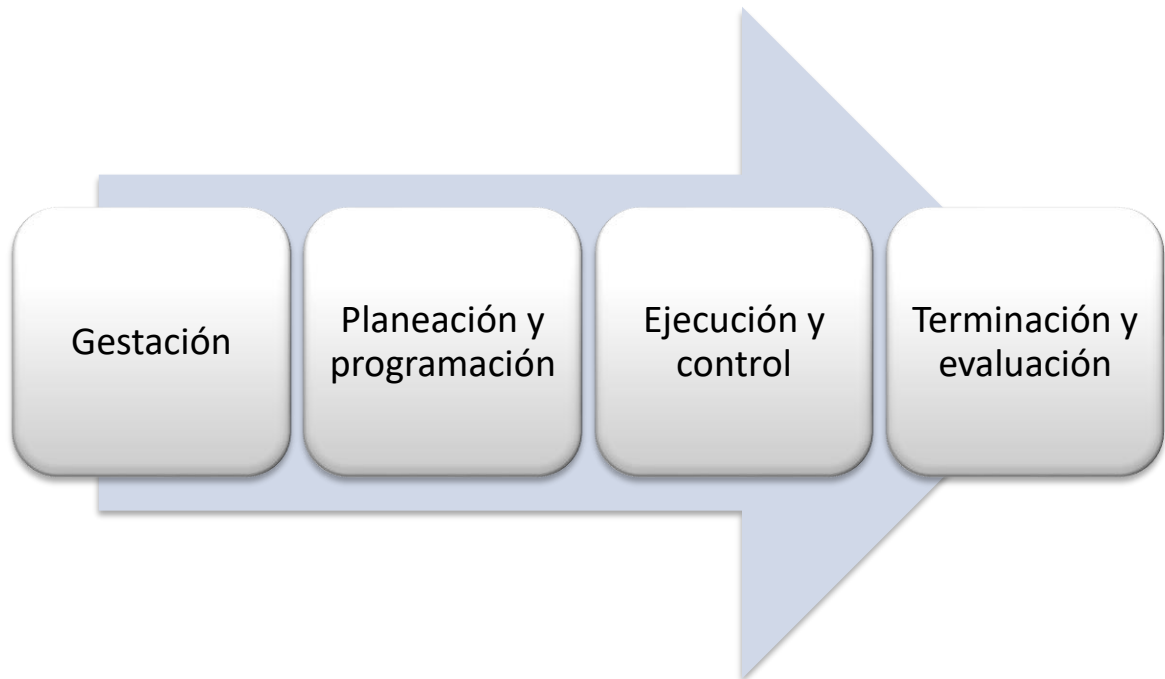 Gestación
Planeación y
programación
Ejecución y
control
Terminación y
evaluación